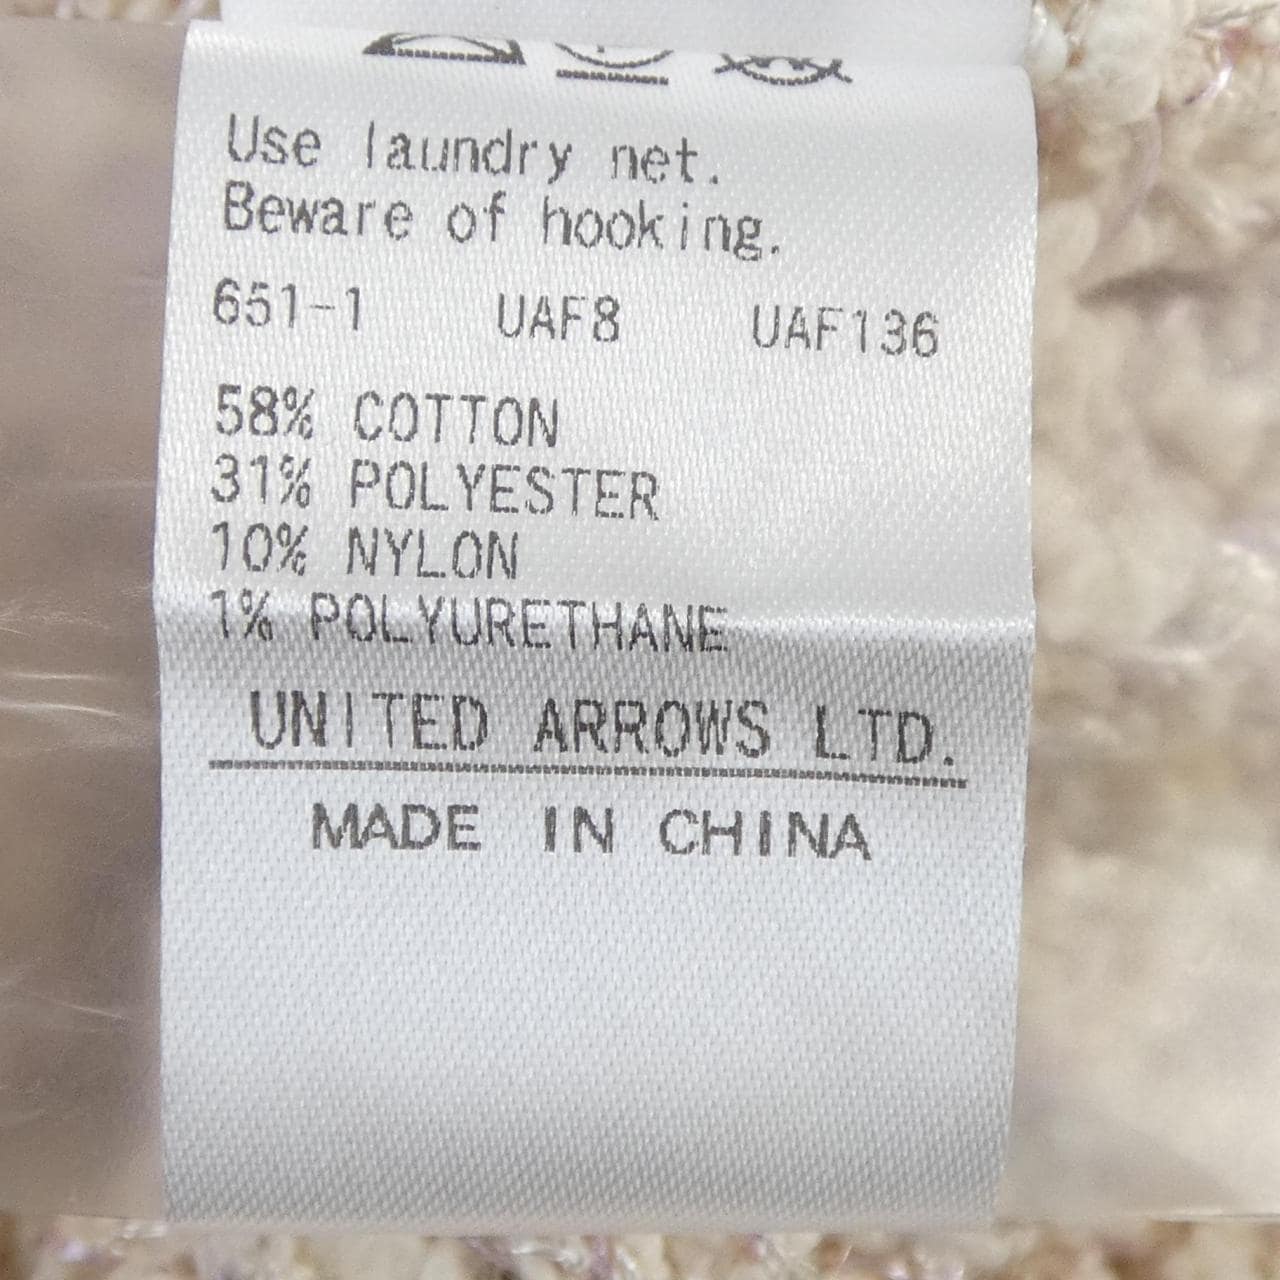 Use laundry net.
Beware of hooking.
651-1 UAF8 UAF136
58% COTTON
31% POLYESTER
10% NYLON
1% POLYURETHANE
UNITED ARROWS LTD.
MADE IN CHINA